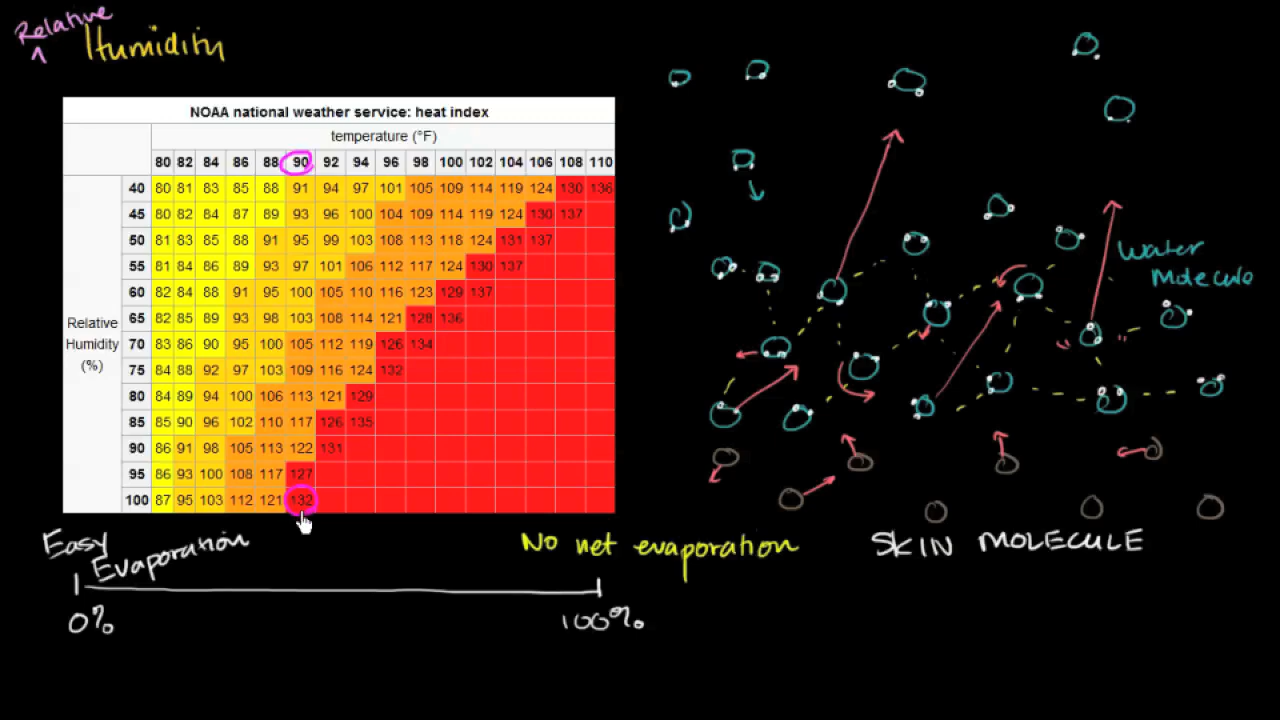 Relative
Humidity
NOAA national weather service: heat index
temperature (°F)
80 82 84 86 88 90 92 94 96 98 100 102 104 106 108 110
40 80 81 83 85 88 91 94 97 101 105 109 114 119 124 130 136
45 80 82 84 87 89 93 96 100 104 109 114 119 124 130 137
50 81 83 85 88 91 95 99 103 108 113 118 124 131 137
55 81 84 86 89 93 97 101 106 112 117 124 130 137
60 82 84 88 91 95 100 105 110 116 123 129 137
65 82 85 89 93 98 103 108 114 121 128 136
Relative
Humidity
(%)
70 83 86 90 95 100 105 112 119 126 134
75 84 88 92 97 103 109 116 124 132
80 84 89 94 100 106 113 121 129
85 85 90 96 102 110 117 126 135
90 86 91 98 105 113 122 131
95 86 93 100 108 117 127
100 87 95 103 112 121 132
Water
Molecule
Easy
Evaporation
No net evaporation
SKIN MOLECULE
0%
100%